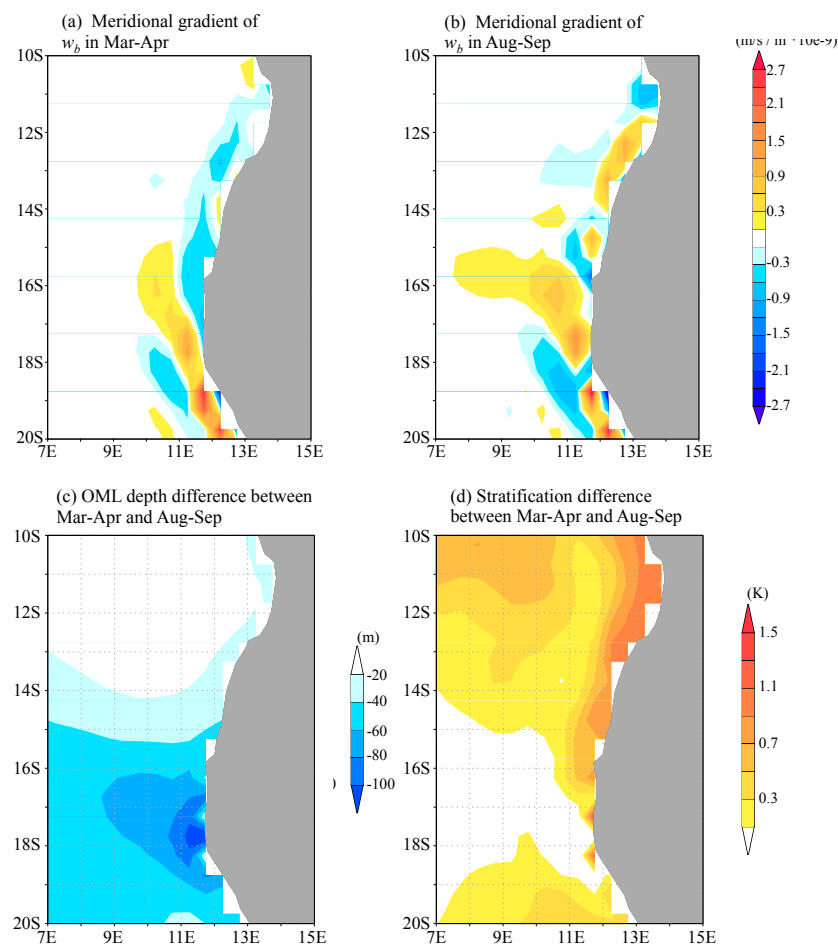 (a) Meridional gradient of
w_b in Mar-Apr
(b) Meridional gradient of
w_b in Aug-Sep
(m/s / m *10e-9)
10S
12S
14S
16S
18S
20S
7E 9E 11E 13E 15E
10S
12S
14S
16S
18S
20S
7E 9E 11E 13E 15E
2.7
2.1
1.5
0.9
0.3
-0.3
-0.9
-1.5
-2.1
-2.7
(c) OML depth difference between
Mar-Apr and Aug-Sep
(d) Stratification difference
between Mar-Apr and Aug-Sep
10S
12S
14S
16S
18S
20S
7E 9E 11E 13E 15E
(m)
-20
-40
-60
-80
-100
10S
12S
14S
16S
18S
20S
7E 9E 11E 13E 15E
(K)
1.5
1.1
0.7
0.3